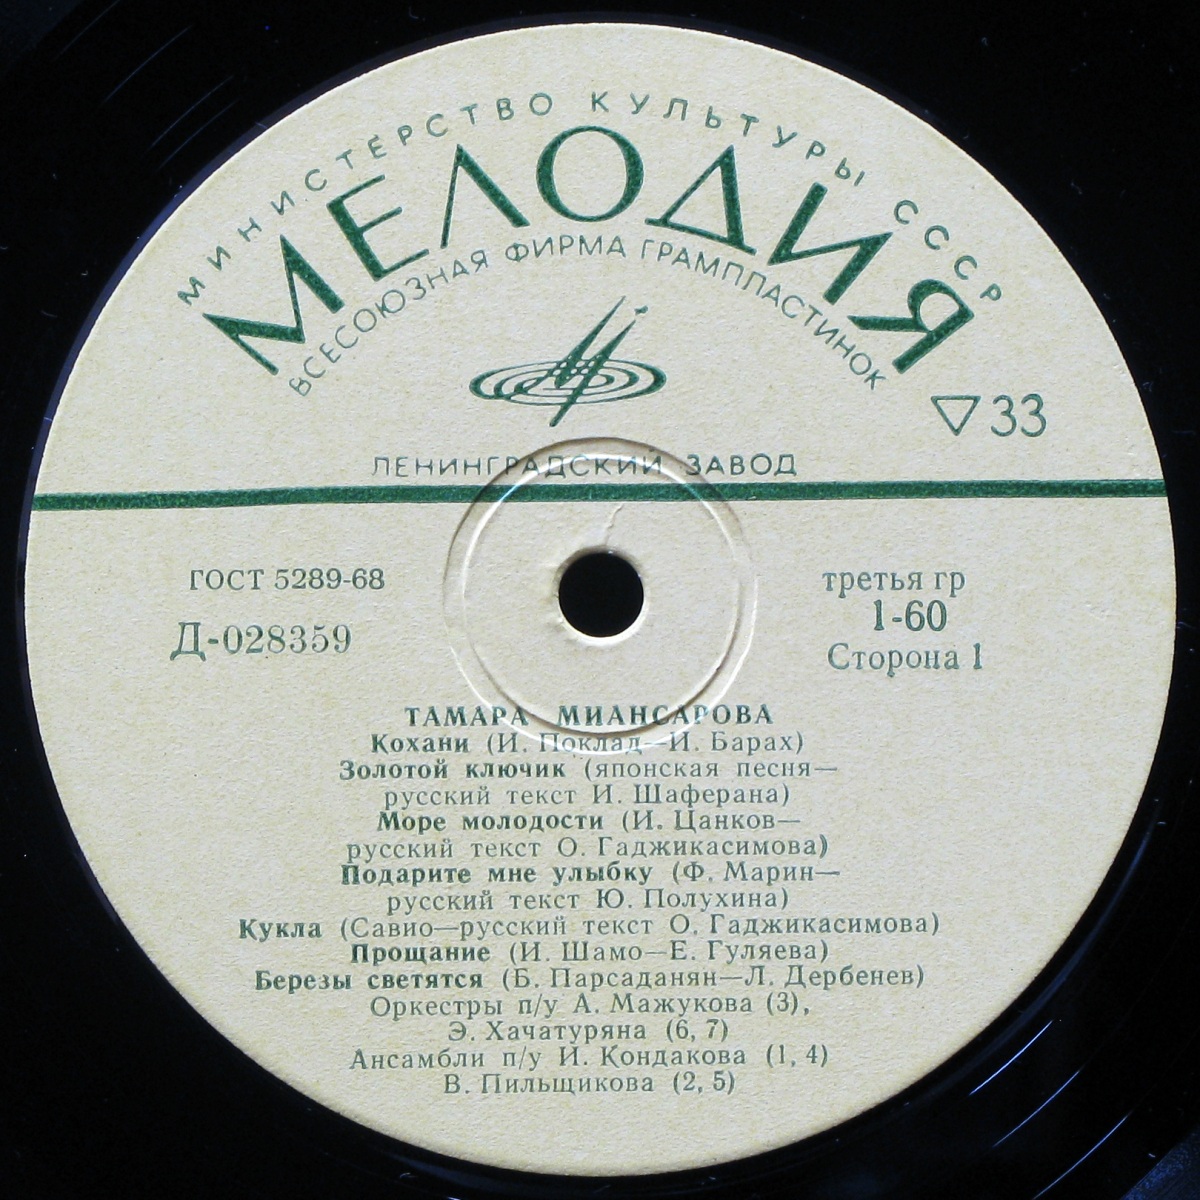 МИНИСТЕРСТВО КУЛЬТУРЫ СССР
МЕЛОДИЯ
ВСЕСОЮЗНАЯ ФИРМА ГРАМПЛАСТИНОК
▽33
ЛЕНИНГРАДСКИЙ ЗАВОД
ГОСТ 5289-68
Д-028359
третья гр
1-60
Сторона 1
ТАМАРА МИАНСАРОВА
Кохани (И. Поклад—И. Барах)
Золотой ключик (японская песня—
русский текст И. Шаферана)
Море молодости (И. Цанков—
русский текст О. Гаджикасимова)
Подарите мне улыбку (Ф. Марин—
русский текст Ю. Полухина)
Кукла (Савио—русский текст О. Гаджикасимова)
Прощание (И. Шамо—Е. Гуляева)
Березы светятся (Б. Парсаданян—Л. Дербенев)
Оркестры п/у А. Мажукова (3),
Э. Хачатуряна (6, 7)
Ансамбли п/у И. Кондакова (1, 4)
В. Пильщикова (2, 5)